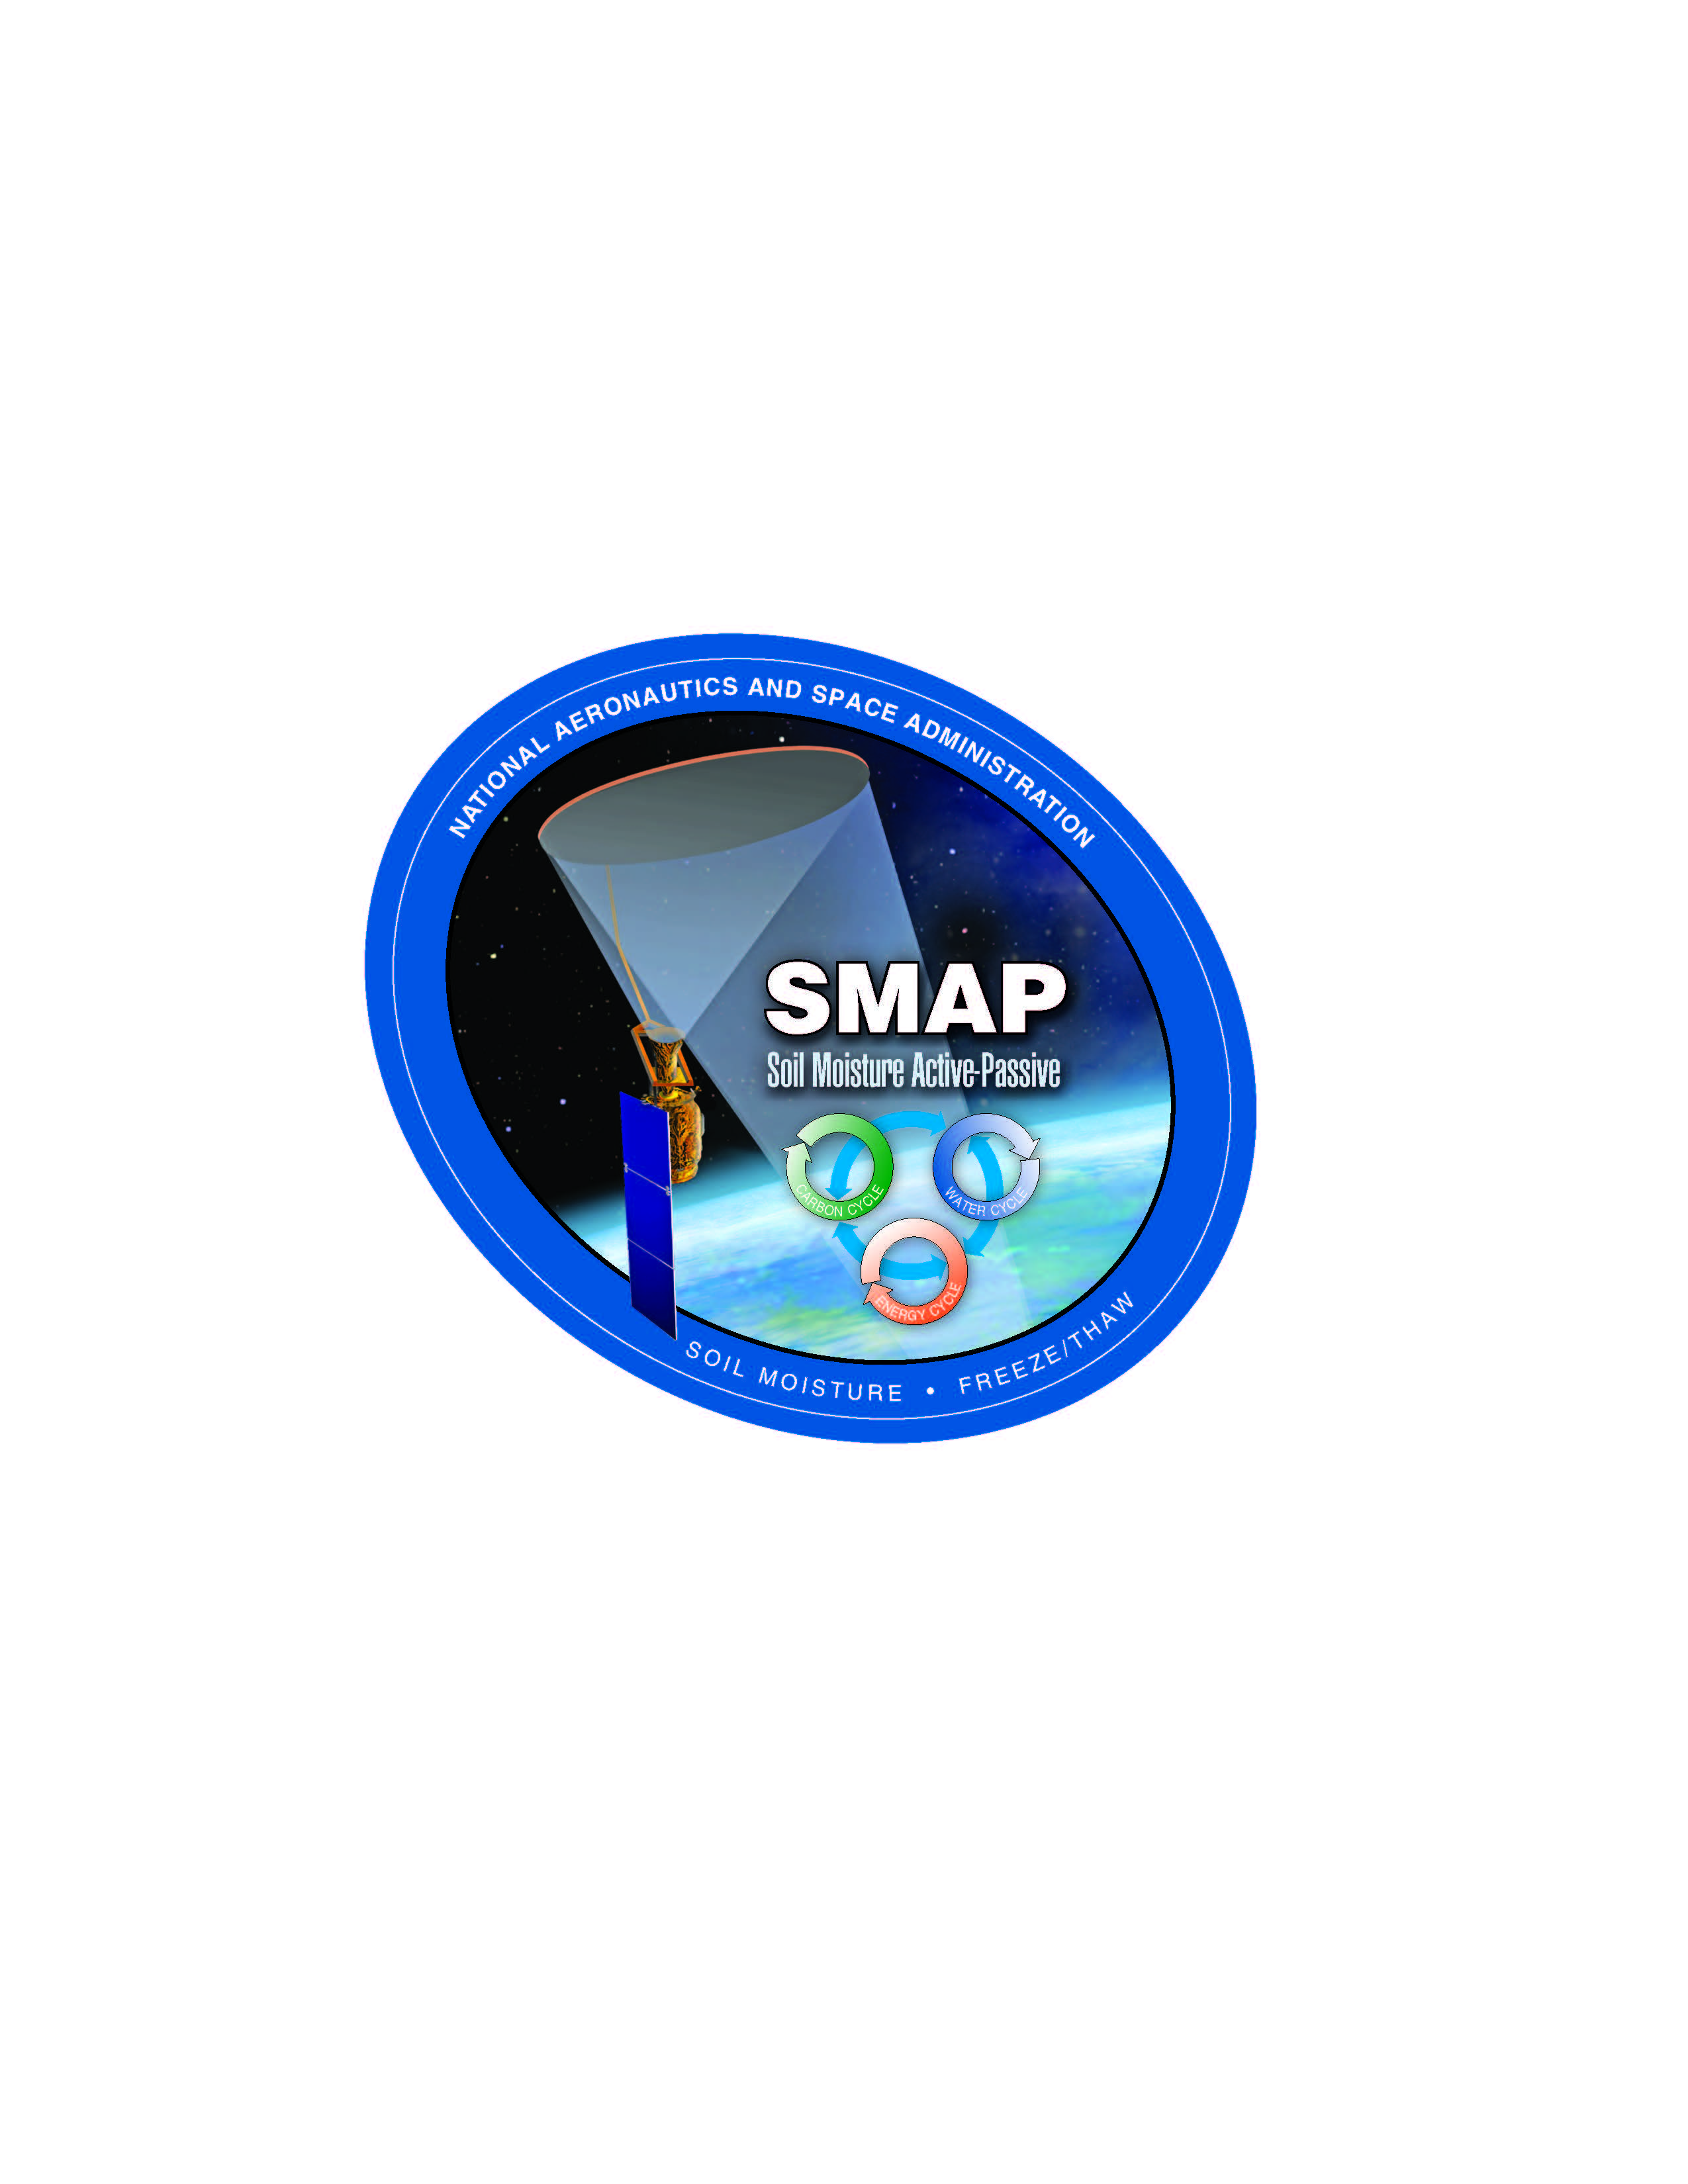 NATIONAL AERONAUTICS AND SPACE ADMINISTRATION
SMAP
Soil Moisture Active-Passive
CARBON CYCLE
WATER CYCLE
ENERGY CYCLE
SOIL MOISTURE • FREEZE/THAW